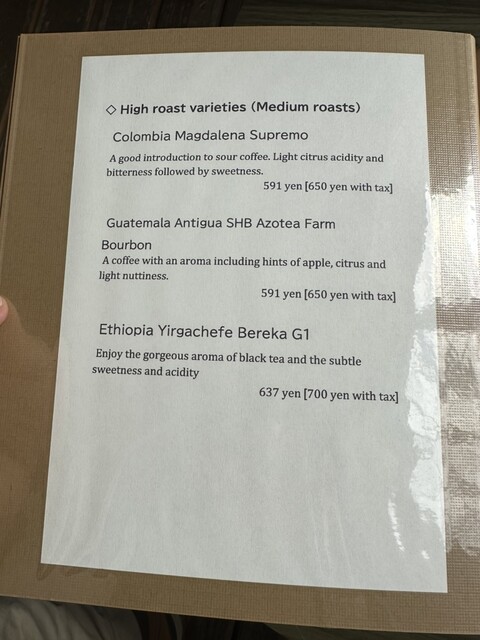 ◇ High roast varieties (Medium roasts)
Colombia Magdalena Supremo
A good introduction to sour coffee. Light citrus acidity and
bitterness followed by sweetness.
591 yen [650 yen with tax]
Guatemala Antigua SHB Azotea Farm
Bourbon
A coffee with an aroma including hints of apple, citrus and
light nuttiness.
591 yen [650 yen with tax]
Ethiopia Yirgachefe Bereka G1
Enjoy the gorgeous aroma of black tea and the subtle
sweetness and acidity
637 yen [700 yen with tax]